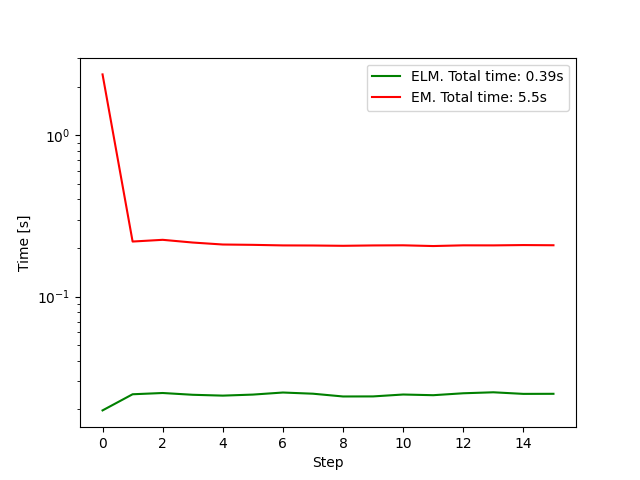 ELM. Total time: 0.39s
EM. Total time: 5.5s
10⁰
10⁻¹
Time [s]
0 2 4 6 8 10 12 14
Step